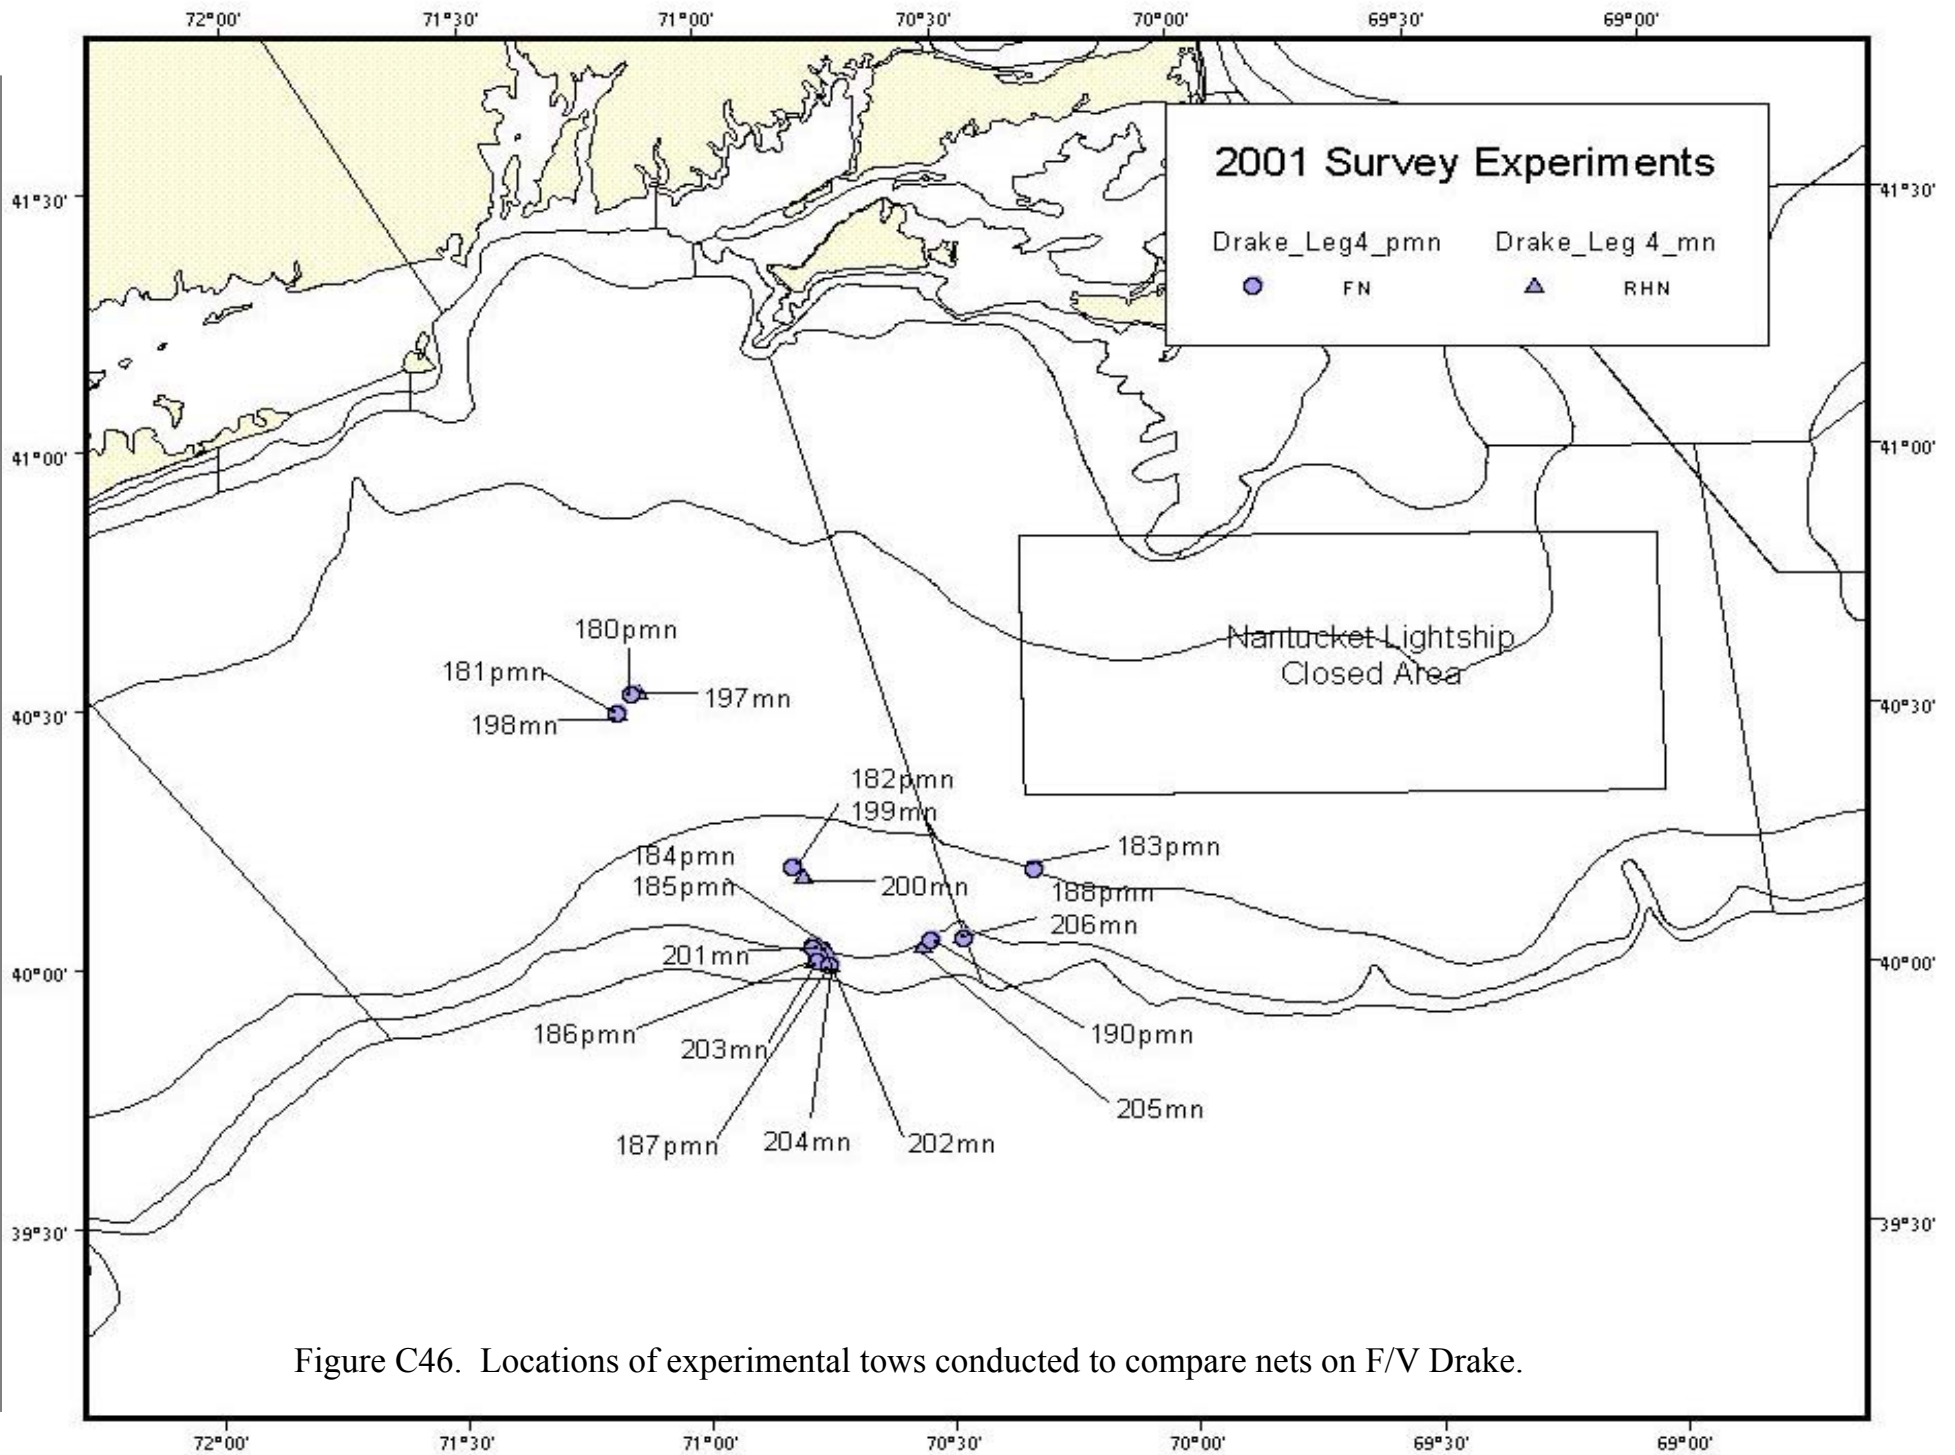 72°00' 71°30' 71°00' 70°30' 70°00' 69°30' 69°00'
2001 Survey Experiments
Drake_Leg4_pmn Drake_Leg 4_mn
FN RHN
41°30' 41°30'
41°00' 41°00'
180pmn
Nantucket Lightship
Closed Area
181pmn
197mn
198mn
40°30' 40°30'
182pmn
199mn
183pmn
184pmn
185pmn
200mn
188pmn
206mn
201mn
40°00' 40°00'
186pmn
190pmn
203mn
205mn
187pmn
204mn
202mn
39°30' 39°30'
Figure C46. Locations of experimental tows conducted to compare nets on F/V Drake.
72°00' 71°30' 71°00' 70°30' 70°00' 69°30' 69°00'